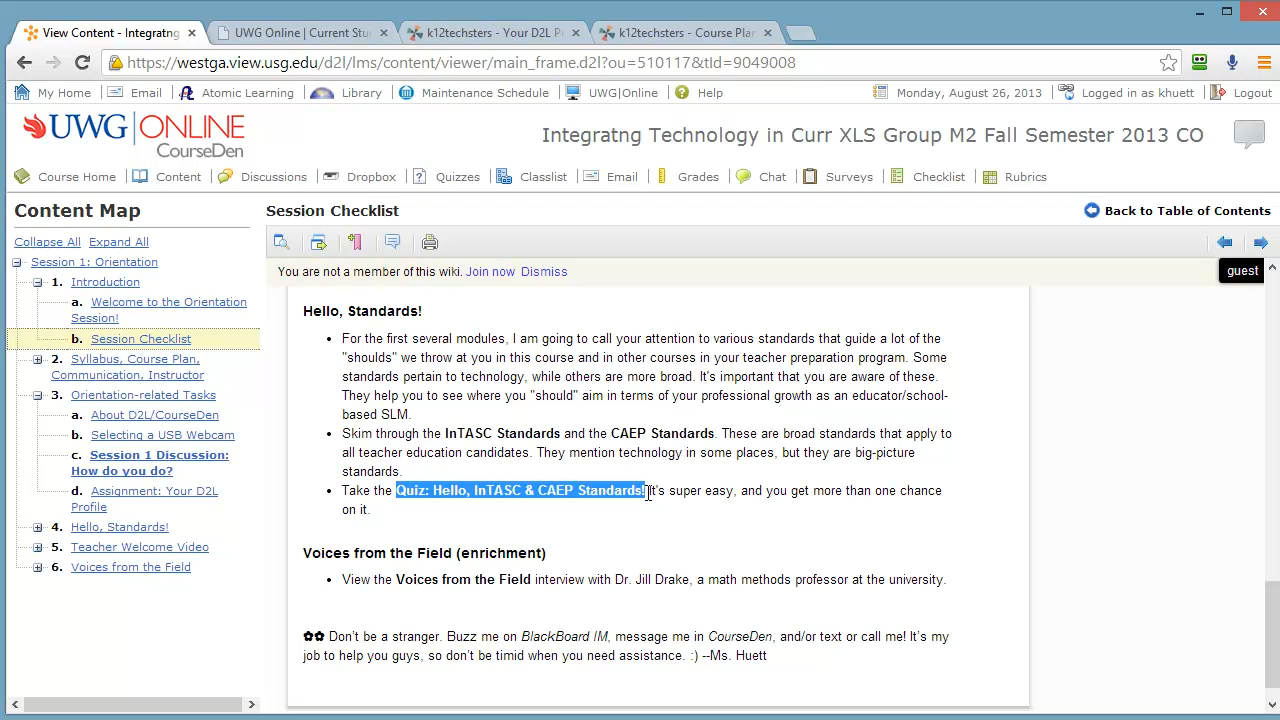 View Content - Integratng
UWG Online | Current Stu
k12techsters - Your D2L P
k12techsters - Course Plan
https://westga.view.usg.edu/d2l/lms/content/viewer/main_frame.d2l?ou=510117&tId=9049008
My Home Email Atomic Learning Library Maintenance Schedule UWG|Online Help Monday, August 26, 2013 Logged in as khuett Logout
UWG | ONLINE
CourseDen
Integratng Technology in Curr XLS Group M2 Fall Semester 2013 CO
Course Home Content Discussions Dropbox Quizzes Classlist Email Grades Chat Surveys Checklist Rubrics
Content Map
Collapse All Expand All
Session 1: Orientation
1. Introduction
a. Welcome to the Orientation
Session!
b. Session Checklist
2. Syllabus, Course Plan,
Communication, Instructor
3. Orientation-related Tasks
a. About D2L/CourseDen
b. Selecting a USB Webcam
c. Session 1 Discussion:
How do you do?
d. Assignment: Your D2L
Profile
4. Hello, Standards!
5. Teacher Welcome Video
6. Voices from the Field
Session Checklist
Back to Table of Contents
You are not a member of this wiki. Join now Dismiss
guest
Hello, Standards!
For the first several modules, I am going to call your attention to various standards that guide a lot of the
"shoulds" we throw at you in this course and in other courses in your teacher preparation program. Some
standards pertain to technology, while others are more broad. It's important that you are aware of these.
They help you to see where you "should" aim in terms of your professional growth as an educator/school-
based SLM.
Skim through the InTASC Standards and the CAEP Standards. These are broad standards that apply to
all teacher education candidates. They mention technology in some places, but they are big-picture
standards.
Take the Quiz: Hello, InTASC & CAEP Standards! It's super easy, and you get more than one chance
on it.
Voices from the Field (enrichment)
View the Voices from the Field interview with Dr. Jill Drake, a math methods professor at the university.
✿✿ Don't be a stranger. Buzz me on BlackBoard IM, message me in CourseDen, and/or text or call me! It's my
job to help you guys, so don't be timid when you need assistance. :) --Ms. Huett